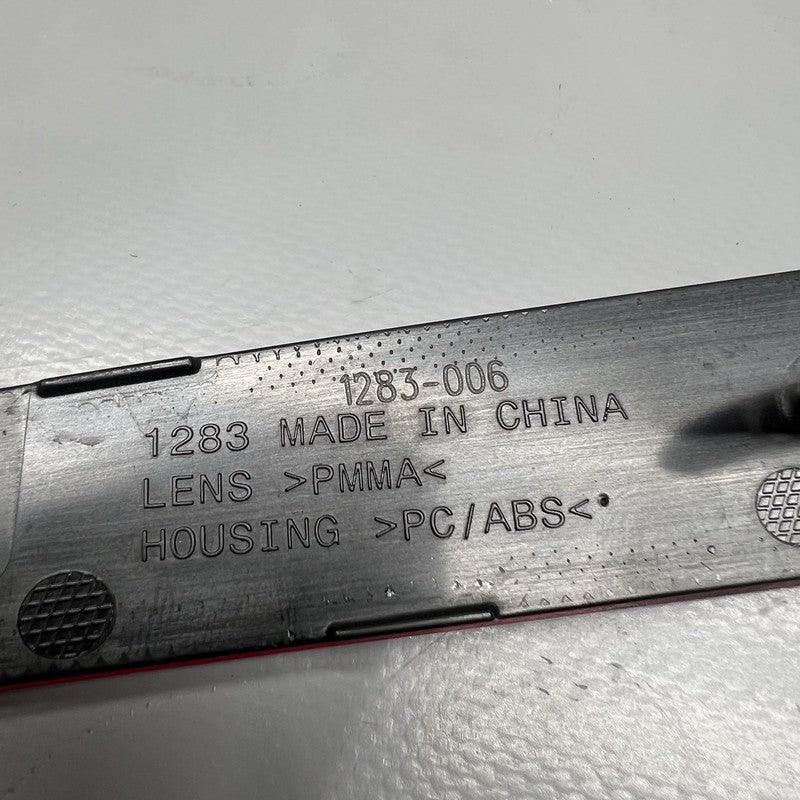 1283-006
1283 MADE IN CHINA
LENS >PMMA<
HOUSING >PC/ABS<